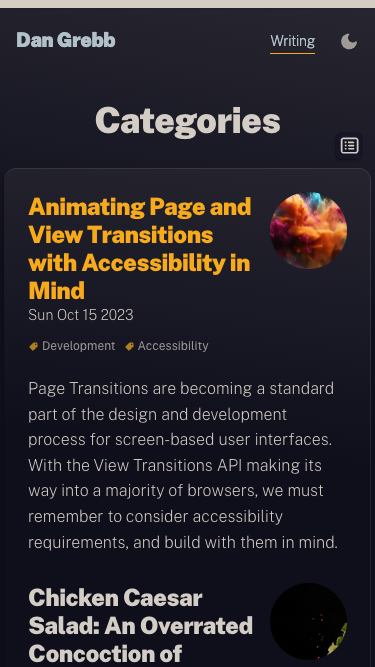 Dan Grebb
Writing
Categories
Animating Page and
View Transitions
with Accessibility in
Mind
Sun Oct 15 2023
Development
Accessibility
Page Transitions are becoming a standard
part of the design and development
process for screen-based user interfaces.
With the View Transitions API making its
way into a majority of browsers, we must
remember to consider accessibility
requirements, and build with them in mind.
Chicken Caesar
Salad: An Overrated
Concoction of